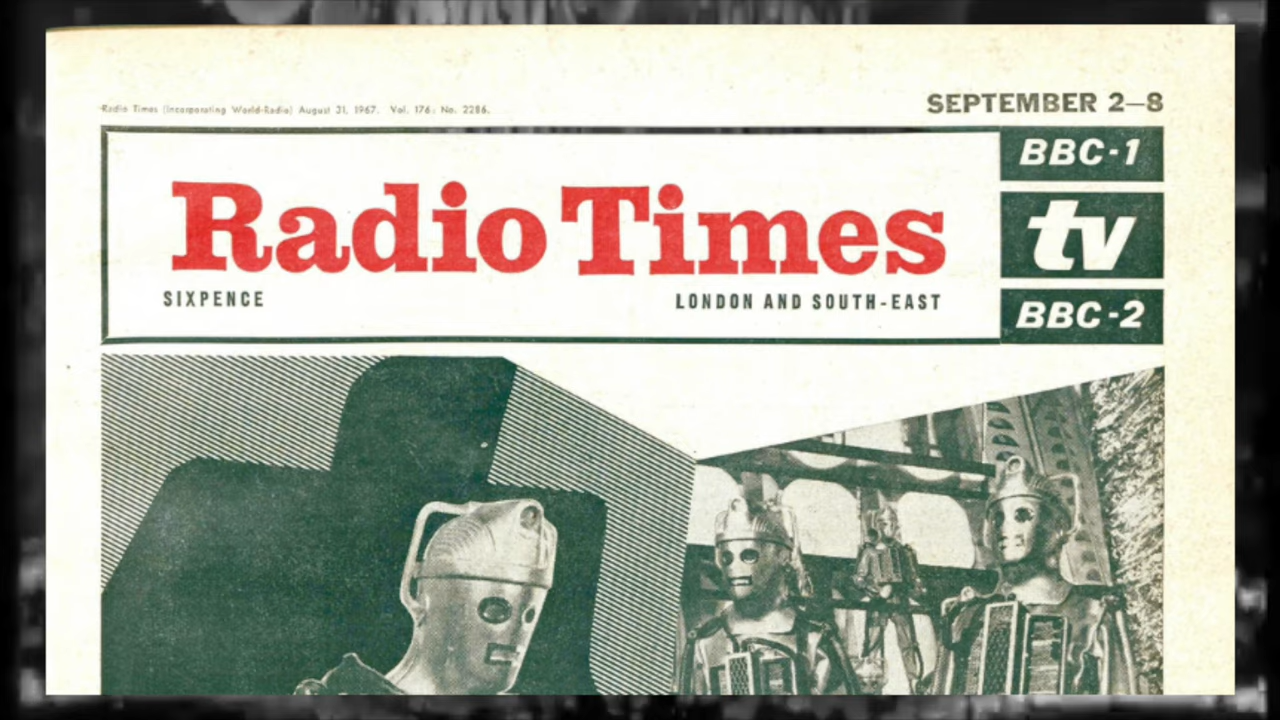 Radio Times (Incorporating World-Radio) August 31, 1967. Vol. 176: No. 2286.
SEPTEMBER 2–8
BBC-1
Radio Times
tv
SIXPENCE
LONDON AND SOUTH-EAST
BBC-2